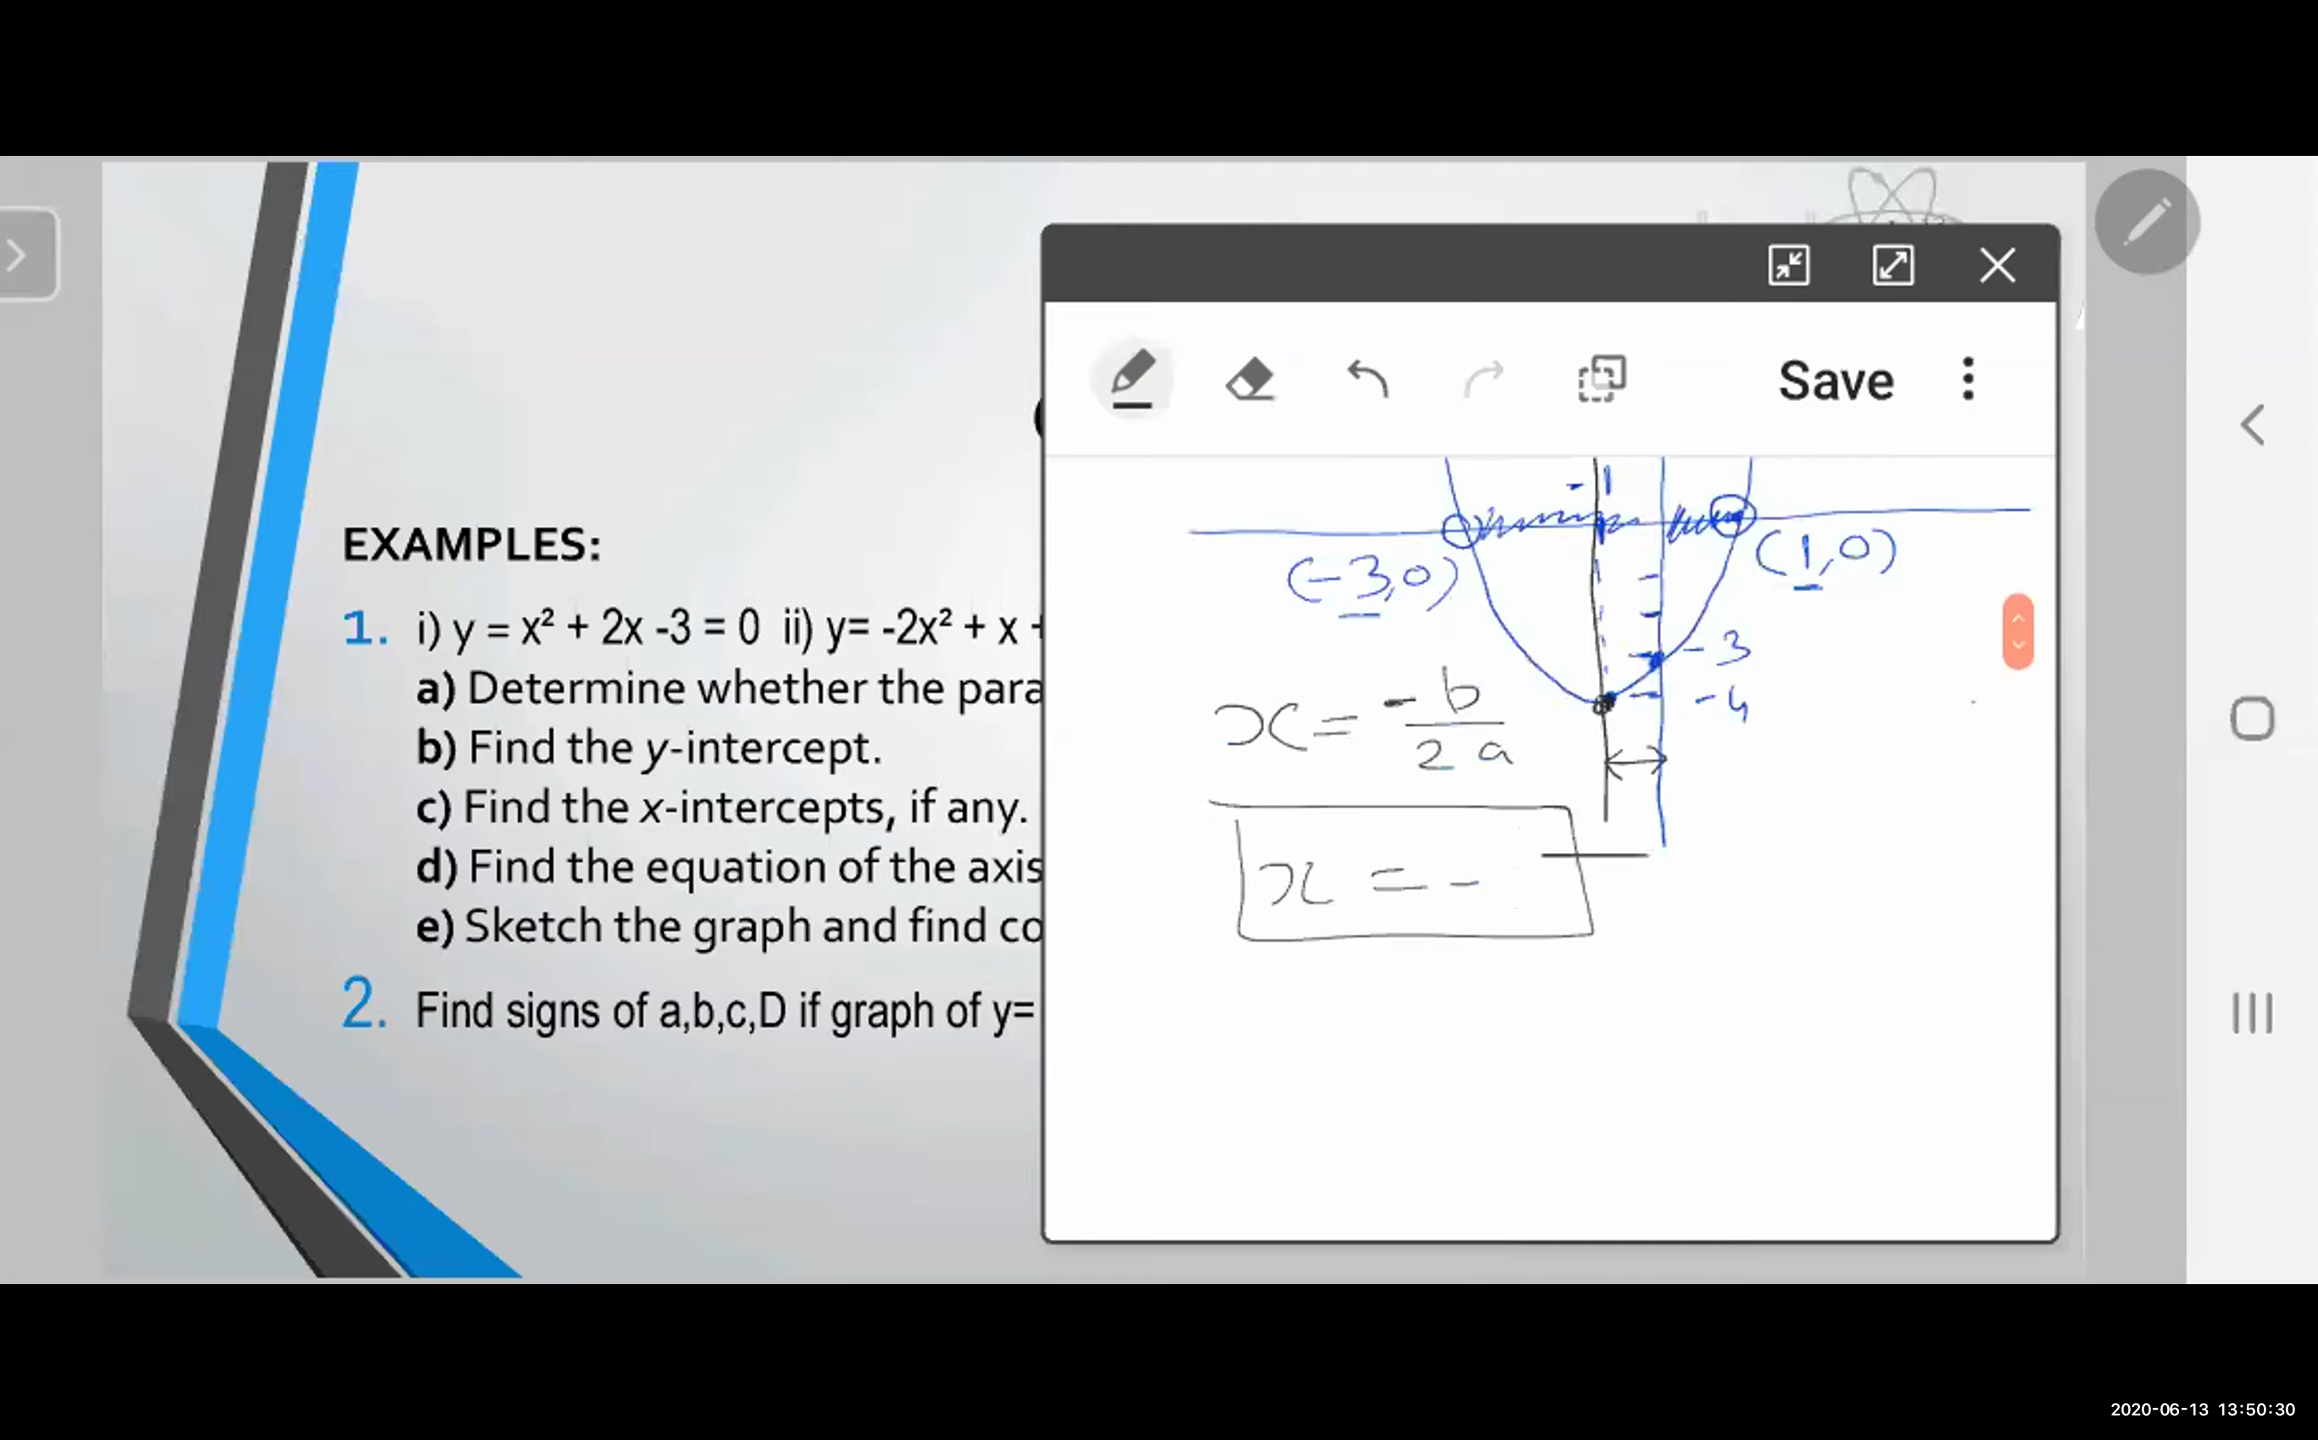 EXAMPLES:
1. i) y = x² + 2x -3 = 0 ii) y= -2x² + x +
a) Determine whether the para
b) Find the y-intercept.
c) Find the x-intercepts, if any.
d) Find the equation of the axis
e) Sketch the graph and find co
2. Find signs of a,b,c,D if graph of y=
Save
-1
(-3,0)
(1,0)
-3
-4
x = -b/2a
x = -
2020-06-13 13:50:30